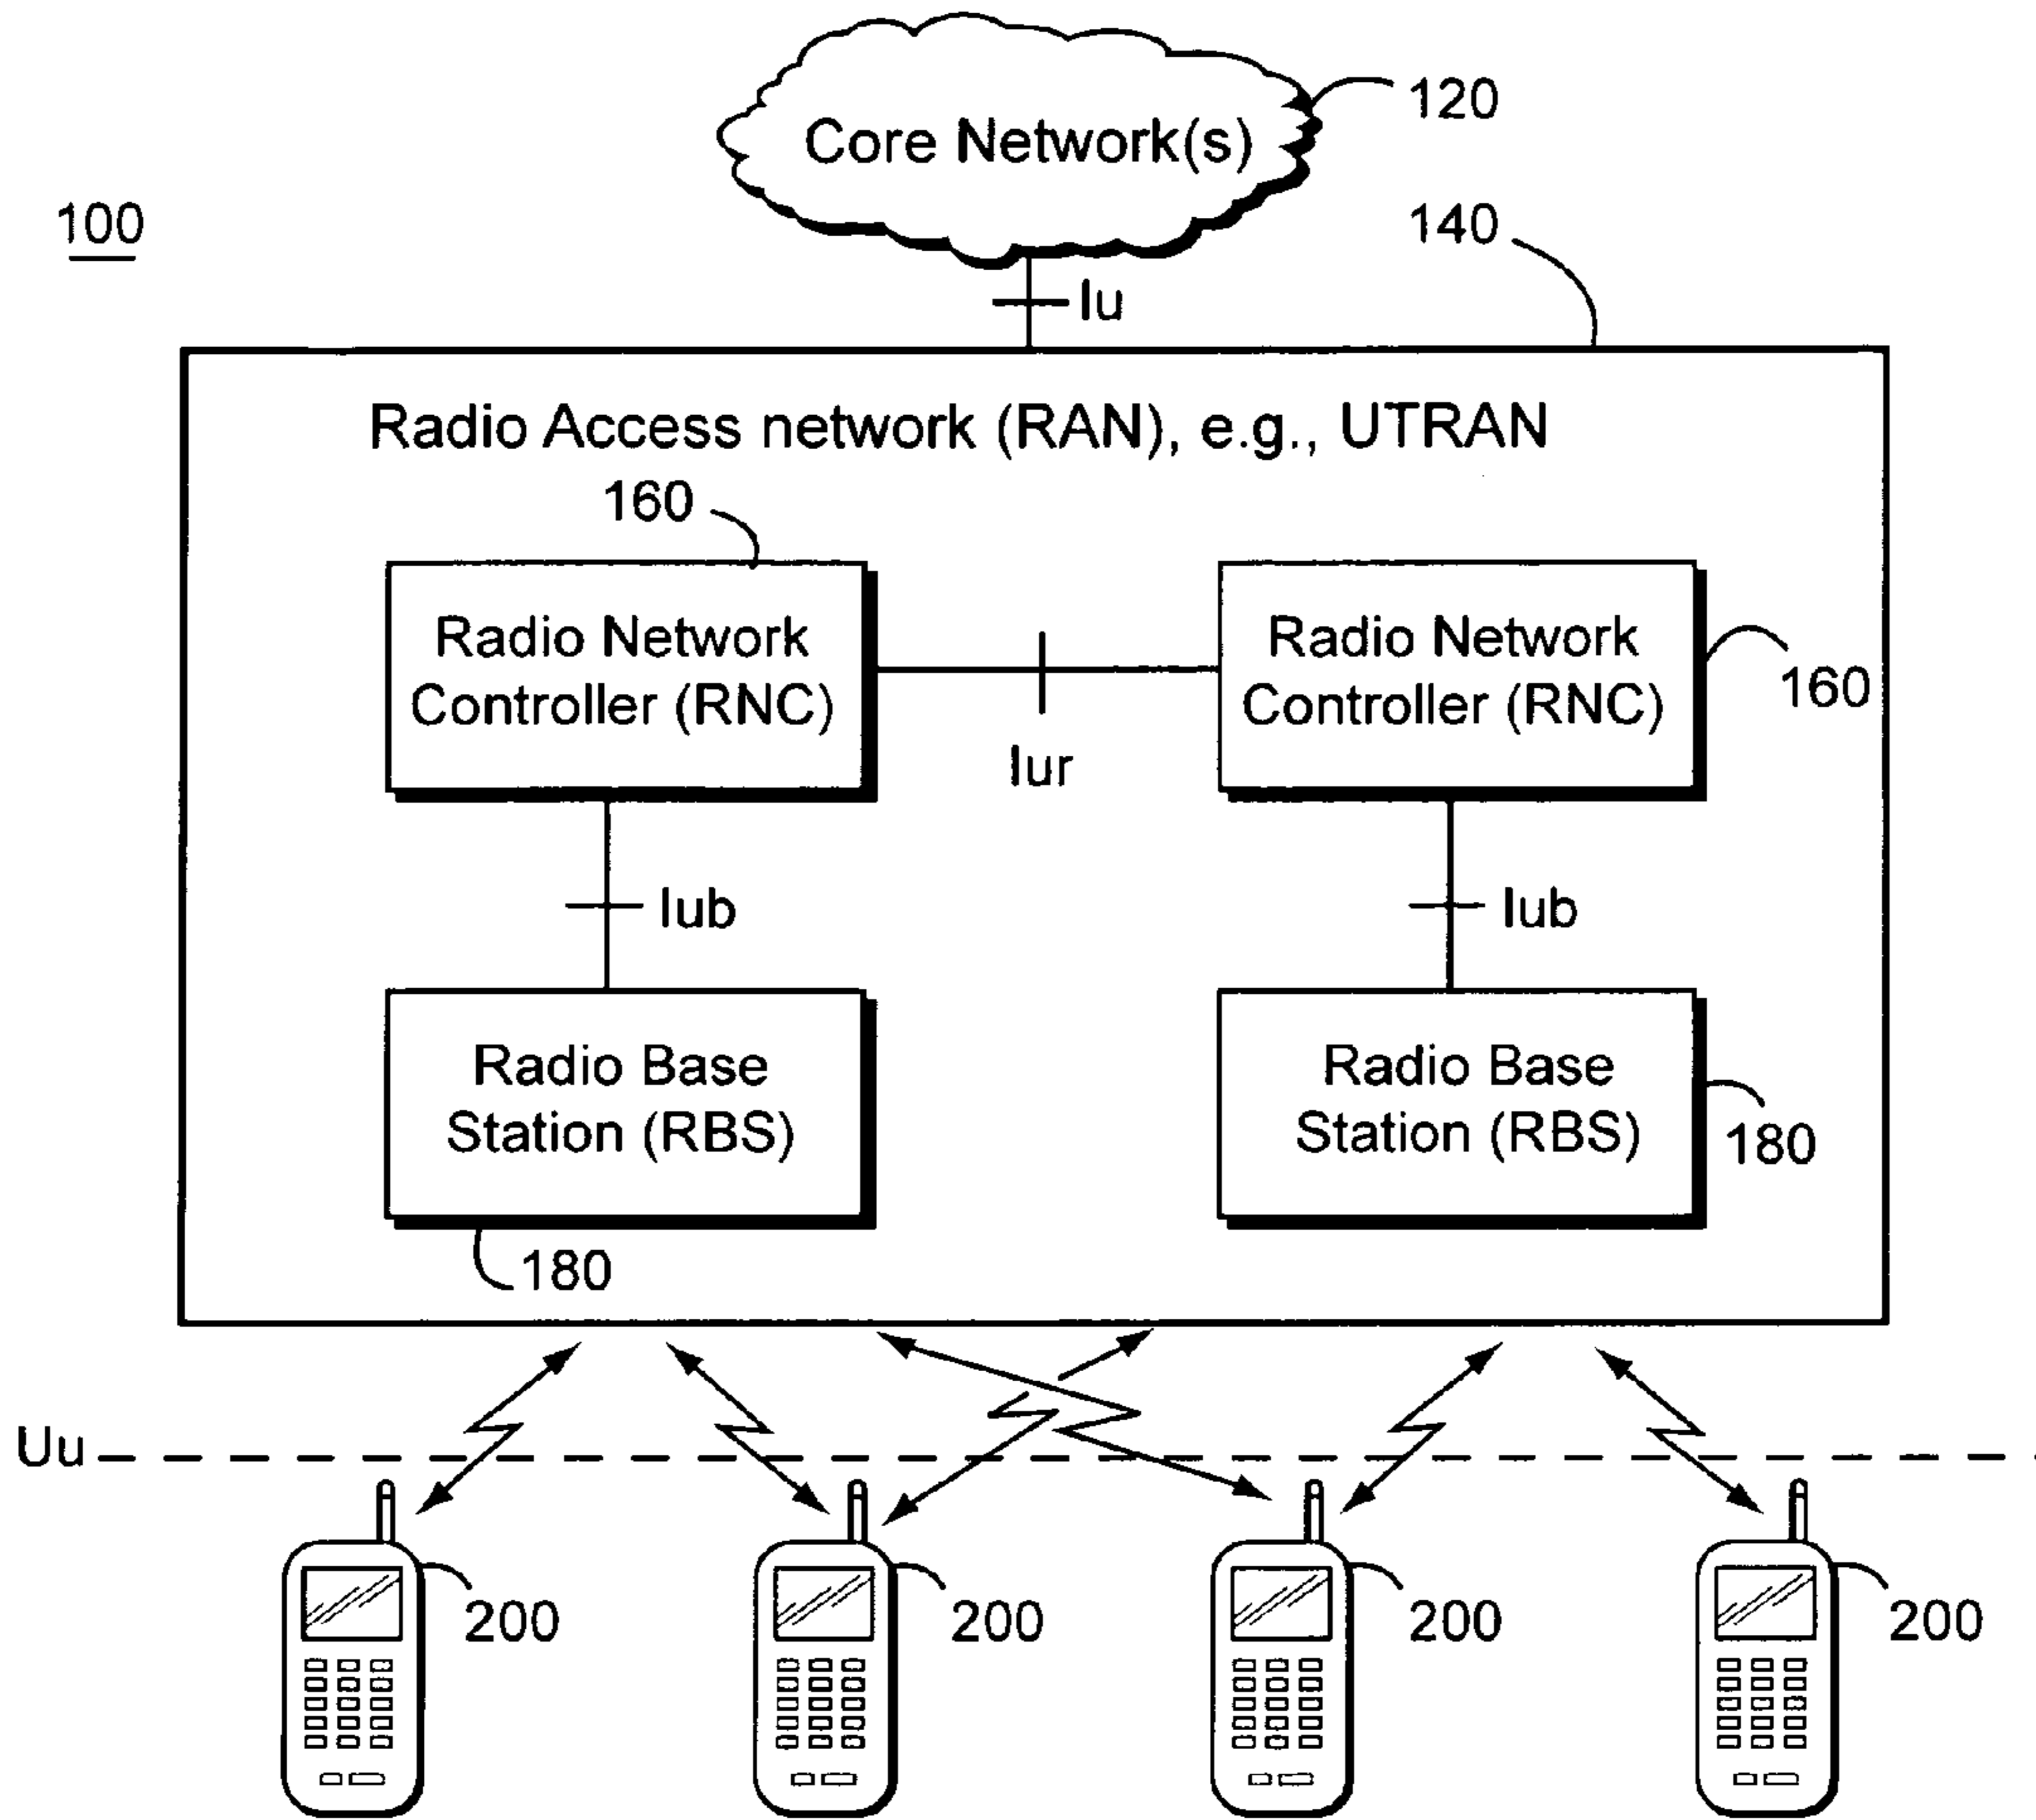 120
Core Network(s)
100
140
Iu
Radio Access network (RAN), e.g., UTRAN
160
Radio Network
Controller (RNC)
Radio Network
Controller (RNC)
160
Iur
Iub
Iub
Radio Base
Station (RBS)
Radio Base
Station (RBS)
180
180
Uu
200
200
200
200